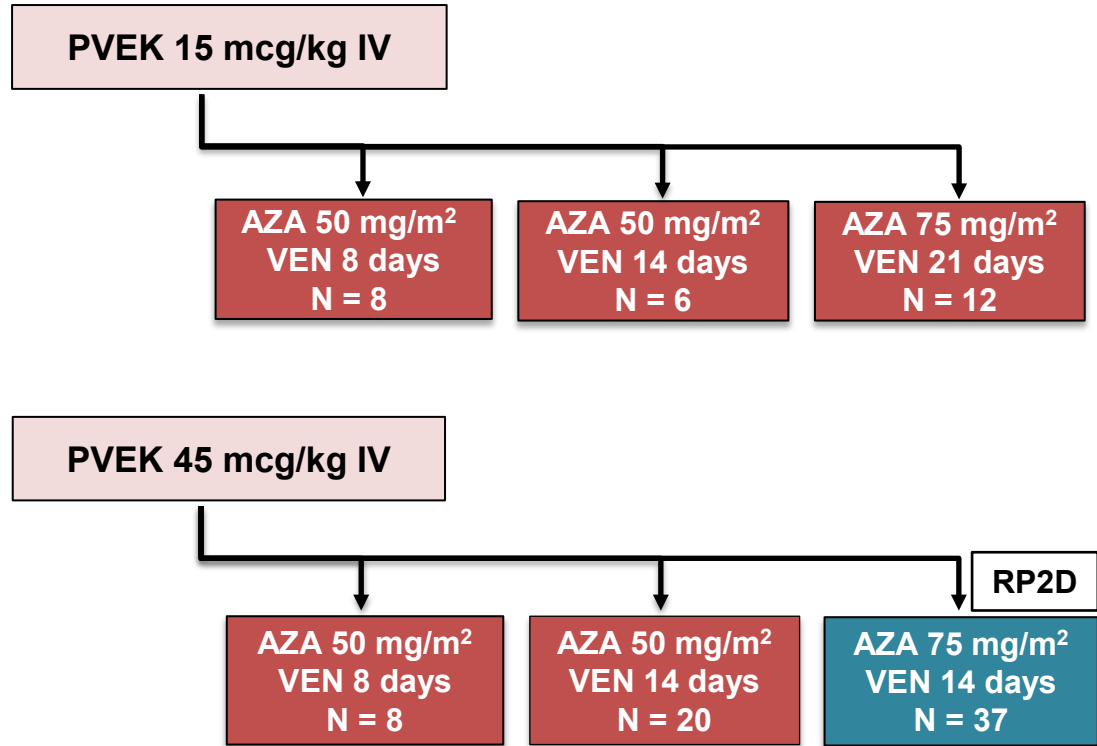 PVEK 15 mcg/kg IV
AZA 50 mg/m²
VEN 8 days
N = 8
AZA 50 mg/m²
VEN 14 days
N = 6
AZA 75 mg/m²
VEN 21 days
N = 12
PVEK 45 mcg/kg IV
RP2D
AZA 50 mg/m²
VEN 8 days
N = 8
AZA 50 mg/m²
VEN 14 days
N = 20
AZA 75 mg/m²
VEN 14 days
N = 37